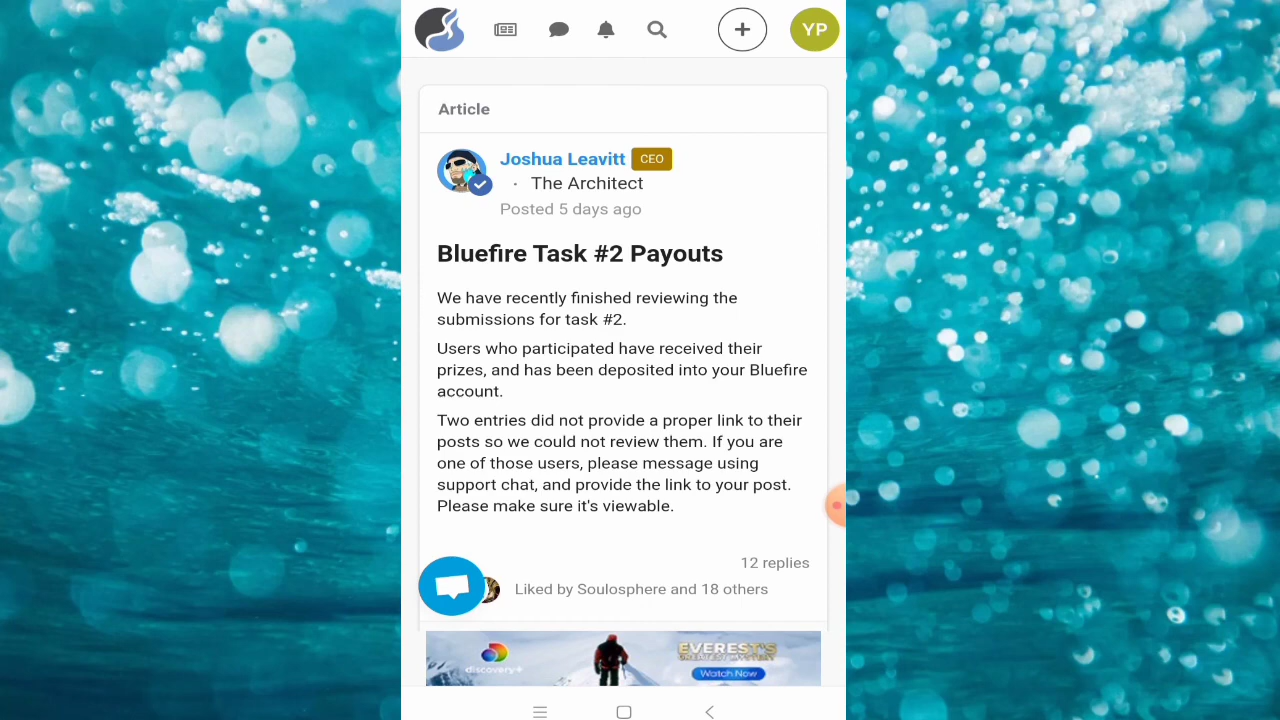 YP
Article
Joshua Leavitt CEO
· The Architect
Posted 5 days ago
Bluefire Task #2 Payouts
We have recently finished reviewing the
submissions for task #2.
Users who participated have received their
prizes, and has been deposited into your Bluefire
account.
Two entries did not provide a proper link to their
posts so we could not review them. If you are
one of those users, please message using
support chat, and provide the link to your post.
Please make sure it's viewable.
12 replies
Liked by Soulosphere and 18 others
discovery+
EVEREST'S
GREATEST MYSTERY
Watch Now